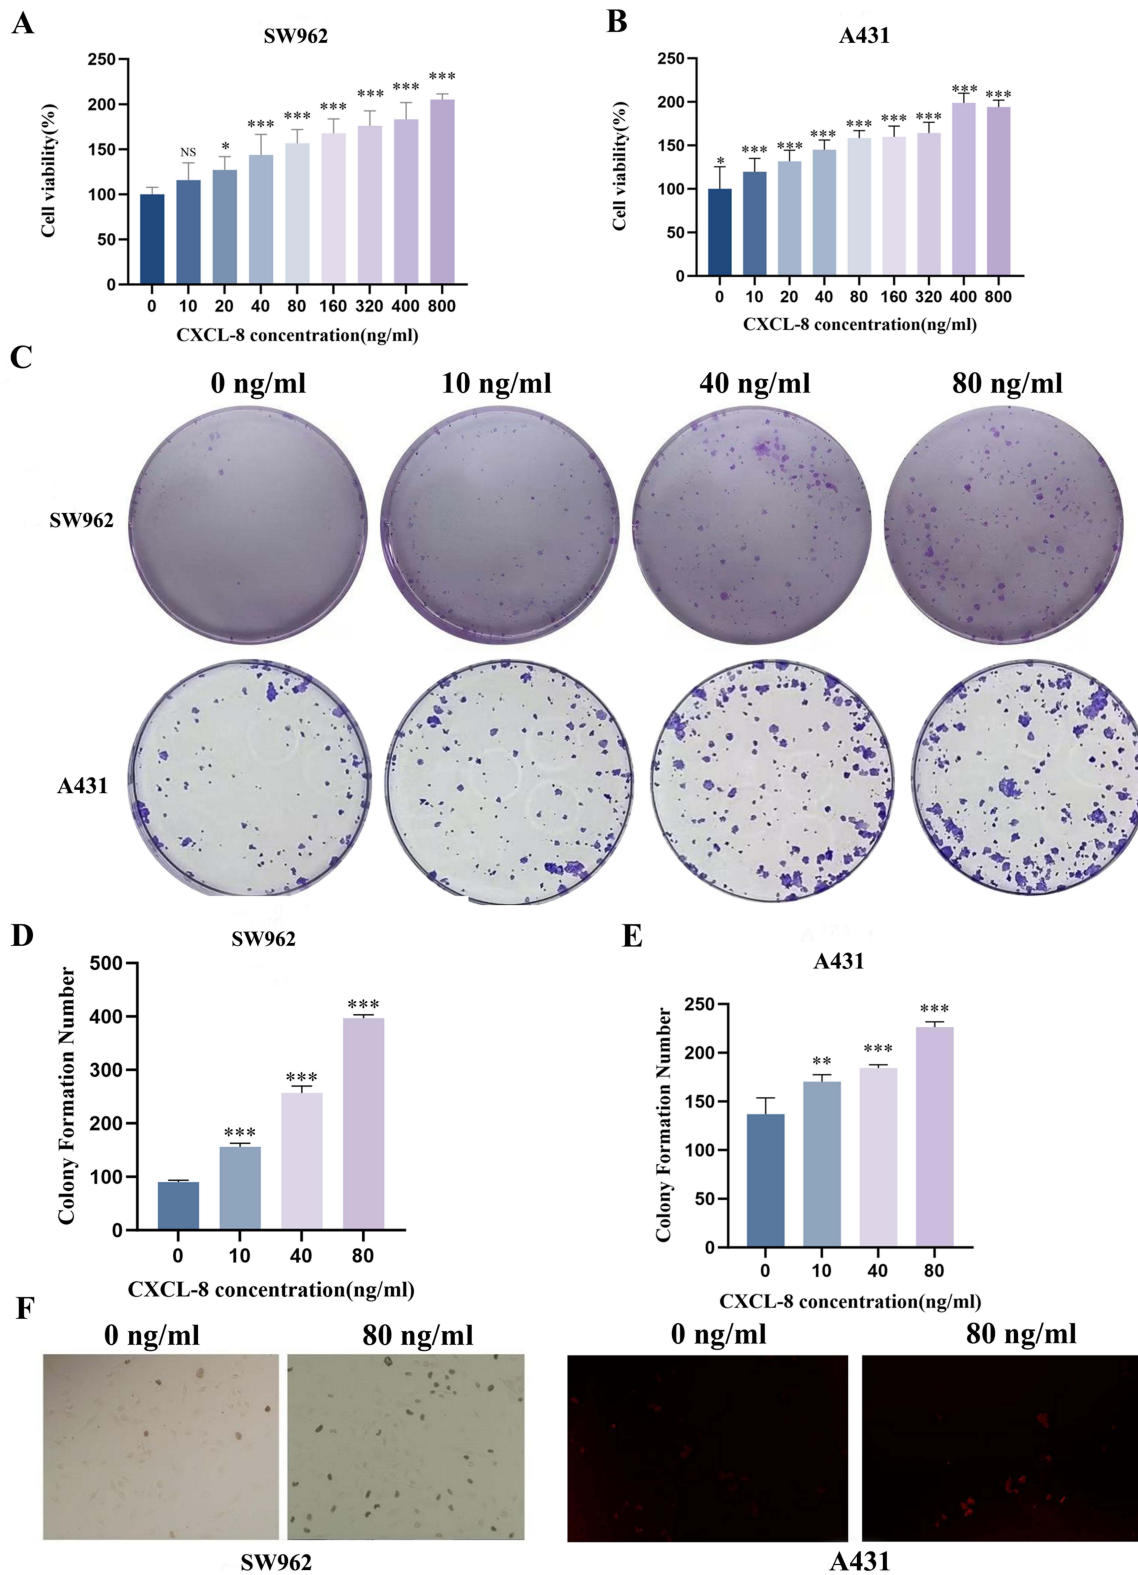 A
SW962
Cell viability(%)
250
200
150
100
50
0
NS
*
***
***
***
***
***
***
0 10 20 40 80 160 320 400 800
CXCL-8 concentration(ng/ml)
B
A431
Cell viability(%)
250
200
150
100
50
0
*
***
***
***
***
***
***
***
***
0 10 20 40 80 160 320 400 800
CXCL-8 concentration(ng/ml)
C
0 ng/ml 10 ng/ml 40 ng/ml 80 ng/ml
SW962
A431
D
SW962
Colony Formation Number
500
400
300
200
100
0
***
***
***
0 10 40 80
CXCL-8 concentration(ng/ml)
E
A431
Colony Formation Number
250
200
150
100
50
0
**
***
***
0 10 40 80
CXCL-8 concentration(ng/ml)
F
0 ng/ml 80 ng/ml 0 ng/ml 80 ng/ml
SW962 A431